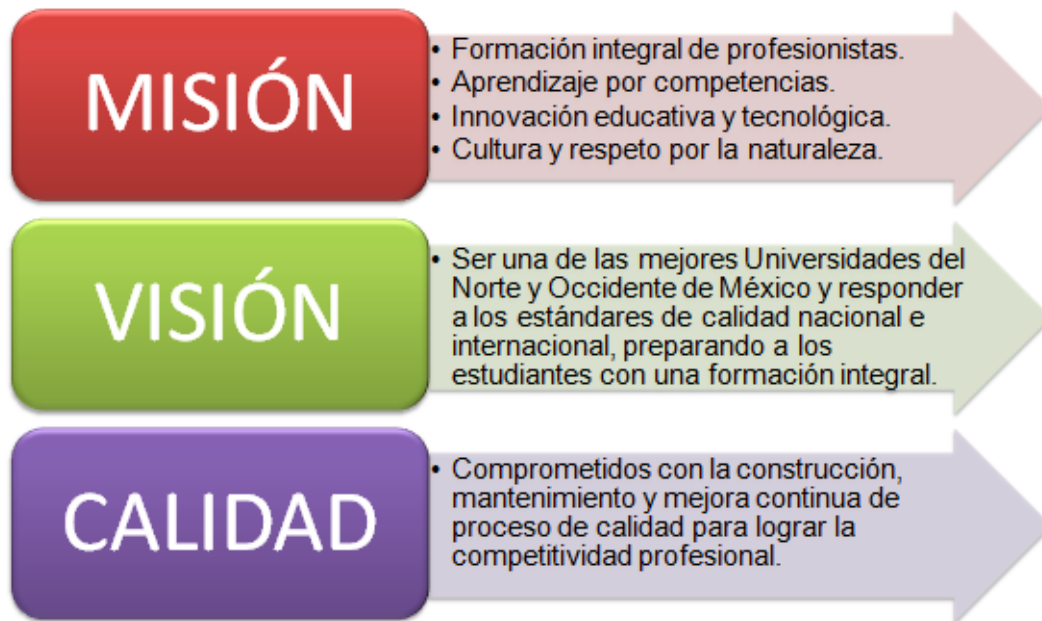 MISIÓN
• Formación integral de profesionistas.
• Aprendizaje por competencias.
• Innovación educativa y tecnológica.
• Cultura y respeto por la naturaleza.
VISIÓN
• Ser una de las mejores Universidades del
Norte y Occidente de México y responder
a los estándares de calidad nacional e
internacional, preparando a los
estudiantes con una formación integral.
CALIDAD
• Comprometidos con la construcción,
mantenimiento y mejora continua de
proceso de calidad para lograr la
competitividad profesional.